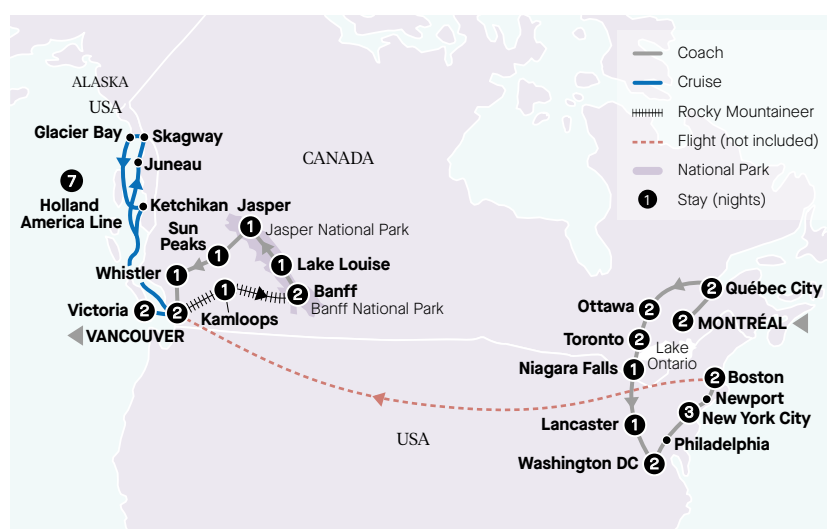 ALASKA
USA
Glacier Bay
Skagway
Juneau
7
Holland
America Line
Ketchikan
CANADA
Jasper
1
Jasper National Park
Sun
Peaks
1
Lake Louise
1
Whistler
1
Banff
2
Banff National Park
Kamloops
1
Victoria
2
2
VANCOUVER
Coach
Cruise
Rocky Mountaineer
Flight (not included)
National Park
1
Stay (nights)
Québec City
2
MONTRÉAL
2
Ottawa
2
Toronto
2
Lake
Ontario
Niagara Falls
1
Boston
2
Newport
New York City
3
Lancaster
1
Philadelphia
Washington DC
2
USA